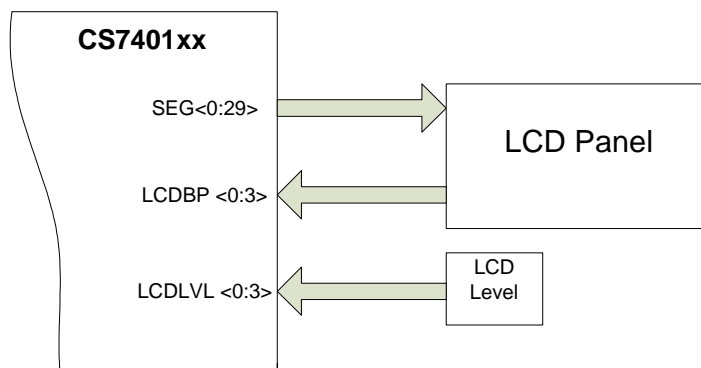 CS7401xx
SEG<0:29>
LCD Panel
LCDBP <0:3>
LCD
Level
LCDLVL <0:3>